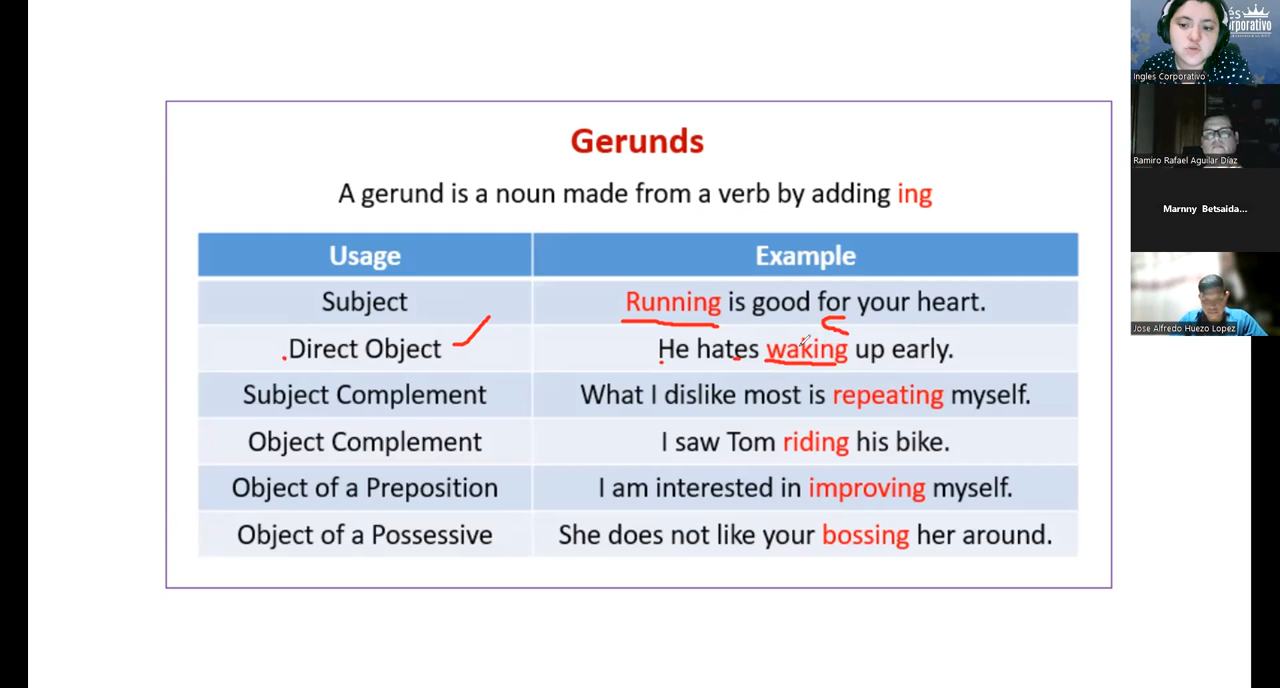 Gerunds
A gerund is a noun made from a verb by adding ing
Usage Example
Subject Running is good for your heart.
Direct Object He hates waking up early.
Subject Complement What I dislike most is repeating myself.
Object Complement I saw Tom riding his bike.
Object of a Preposition I am interested in improving myself.
Object of a Possessive She does not like your bossing her around.
Ingles Corporativo
Ramiro Rafael Aguilar Díaz
Marnny Betsaida...
Jose Alfredo Huezo Lopez